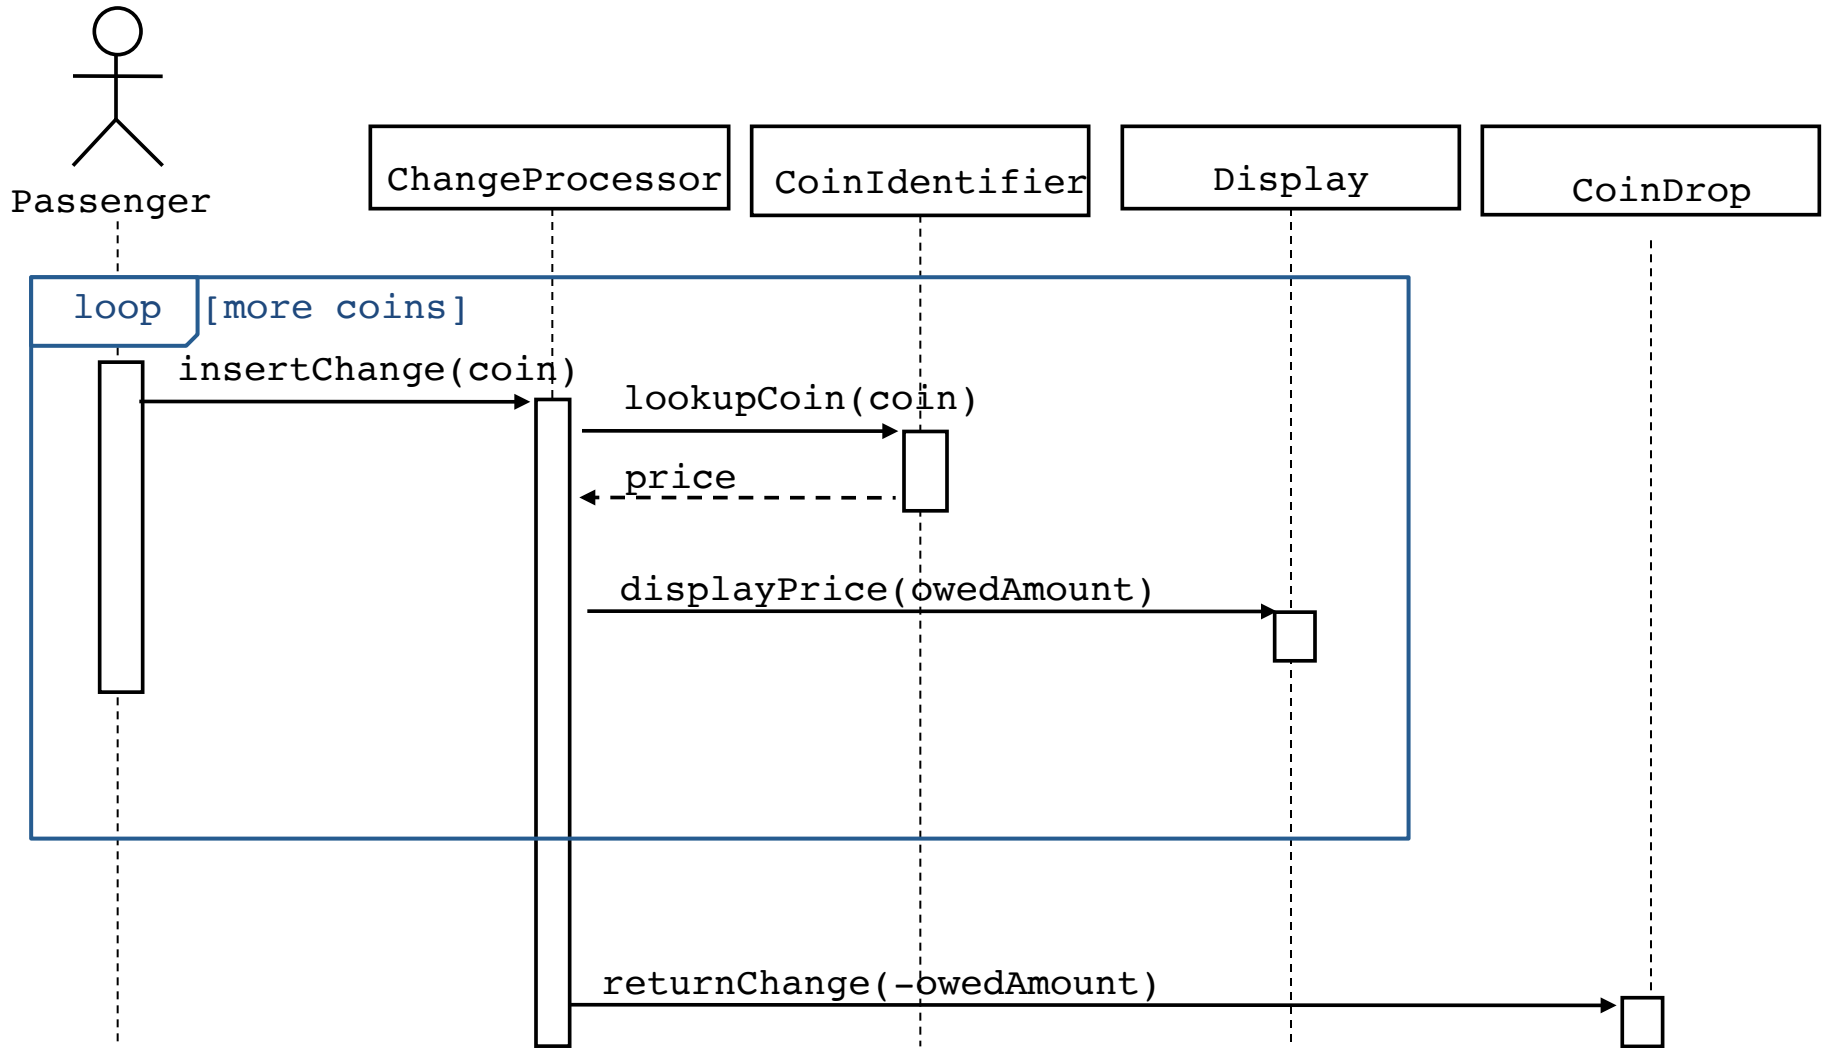 Passenger
ChangeProcessor
CoinIdentifier
Display
CoinDrop
loop [more coins]
insertChange(coin)
lookupCoin(coin)
price
displayPrice(owedAmount)
returnChange(-owedAmount)